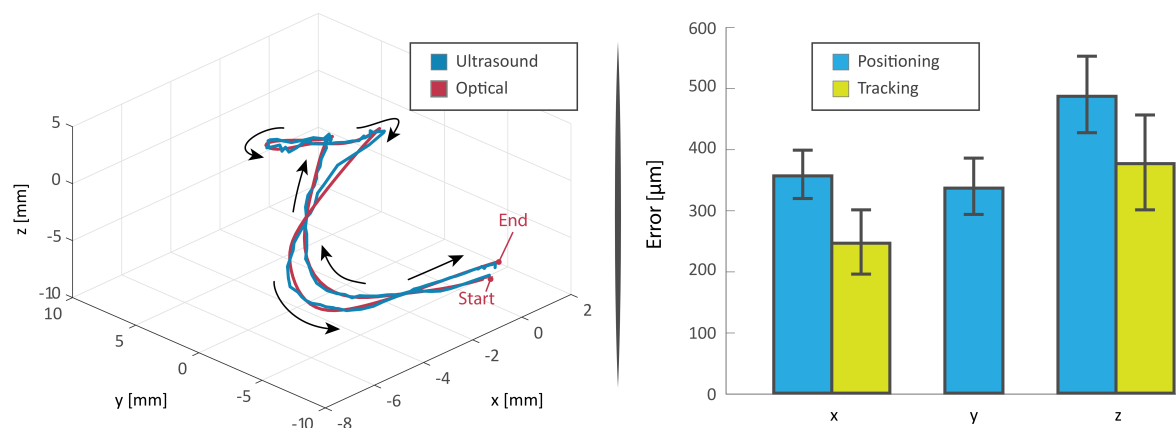 Ultrasound
Optical
5
0
-5
-10
z [mm]
10
5
0
-5
-10
y [mm]
-8
-6
-4
-2
0
2
x [mm]
End
Start
600
500
400
300
200
100
0
Error [µm]
Positioning
Tracking
x
y
z